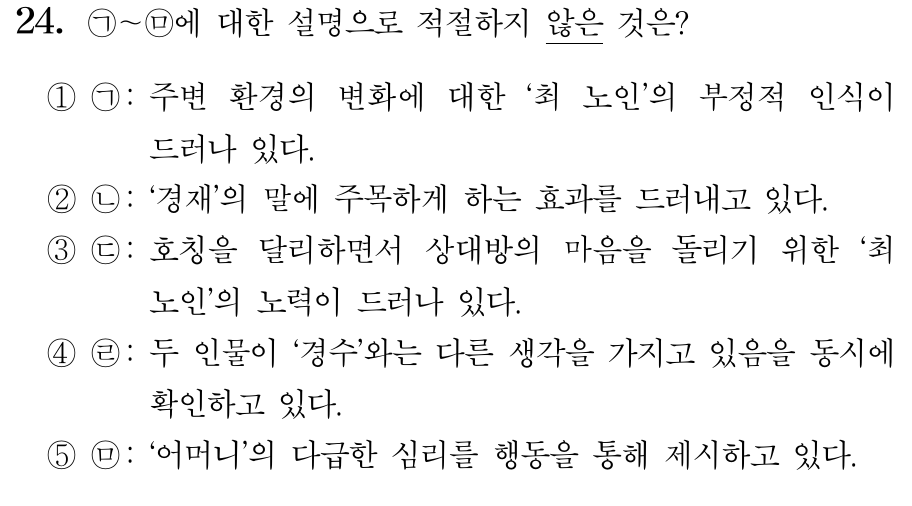 24. ㉠~㉤에 대한 설명으로 적절하지 않은 것은?
① ㉠: 주변 환경의 변화에 대한 ‘최 노인’의 부정적 인식이
드러나 있다.
② ㉡: ‘경재’의 말에 주목하게 하는 효과를 드러내고 있다.
③ ㉢: 호칭을 달리하면서 상대방의 마음을 돌리기 위한 ‘최
노인’의 노력이 드러나 있다.
④ ㉣: 두 인물이 ‘경수’와는 다른 생각을 가지고 있음을 동시에
확인하고 있다.
⑤ ㉤: ‘어머니’의 다급한 심리를 행동을 통해 제시하고 있다.